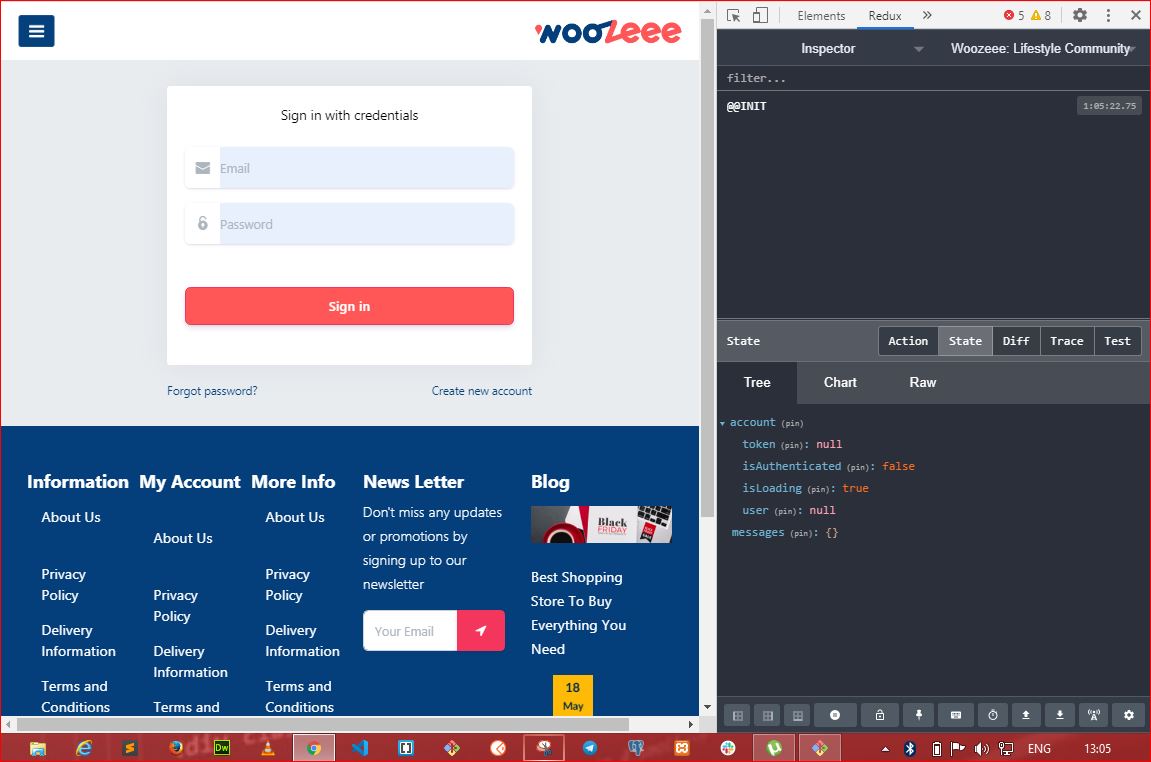 wooZeee
Sign in with credentials
Email
Password
Sign in
Forgot password?
Create new account
Information
About Us
Privacy
Policy
Delivery
Information
Terms and
Conditions
My Account
About Us
Privacy
Policy
Delivery
Information
Terms and
More Info
About Us
Privacy
Policy
Delivery
Information
Terms and
Conditions
News Letter
Don't miss any updates
or promotions by
signing up to our
newsletter
Your Email
Blog
Black
FRIDAY
Best Shopping
Store To Buy
Everything You
Need
18
May
Elements Redux » 5 8
Inspector Woozeee: Lifestyle Community
filter...
@@INIT 1:05:22.75
State Action State Diff Trace Test
Tree Chart Raw
account (pin)
token (pin): null
isAuthenticated (pin): false
isLoading (pin): true
user (pin): null
messages (pin): {}
Dw ENG 13:05